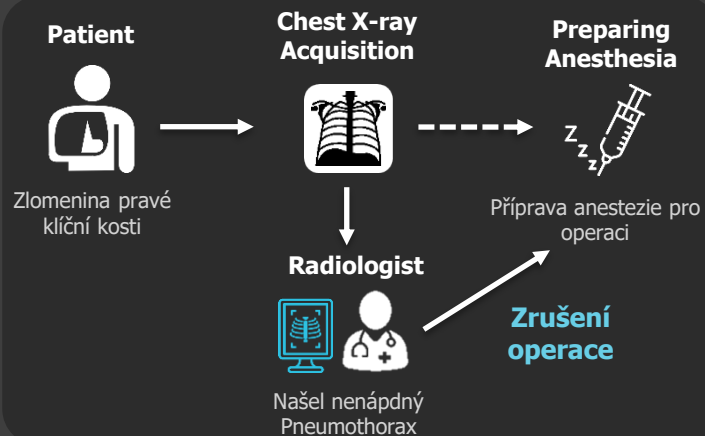 Patient
Chest X-ray
Acquisition
Preparing
Anesthesia
Z
z
z
z
Zlomenina pravé
klíční kosti
Příprava anestezie pro
operaci
Radiologist
Zrušení
operace
Našel nenápdný
Pneumothorax